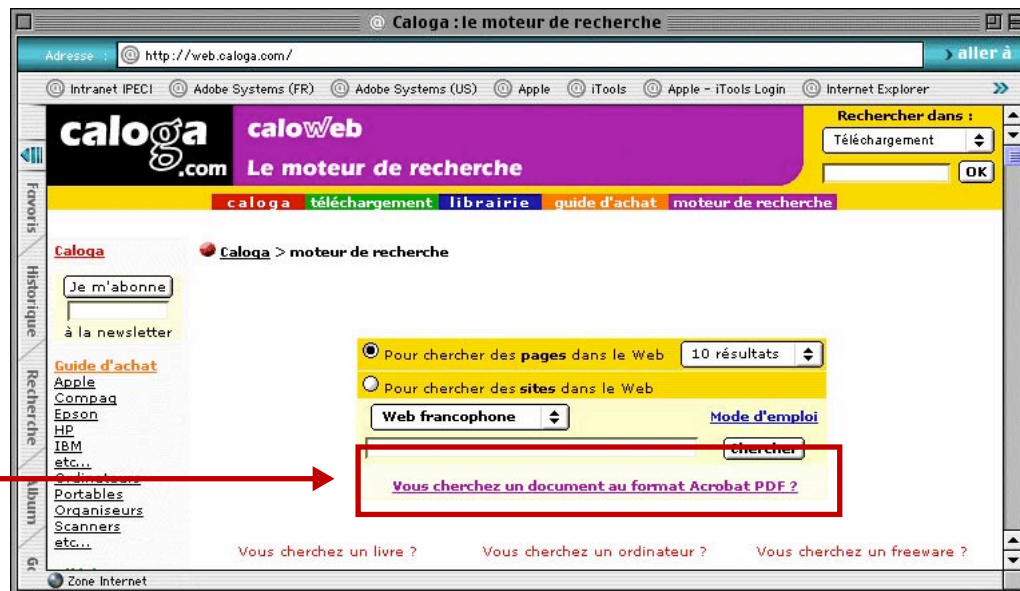 @ Caloga : le moteur de recherche
Adresse : @ http://web.caloga.com/ > aller à
@ Intranet IPECI @ Adobe Systems (FR) @ Adobe Systems (US) @ Apple @ iTools @ Apple - iTools Login @ Internet Explorer »
caloga.com
caloweb
Le moteur de recherche
Rechercher dans :
Téléchargement
OK
caloga téléchargement librairie guide d'achat moteur de recherche
Favoris
Historique
Recherche
Album
Caloga
Je m'abonne
à la newsletter
Guide d'achat
Apple
Compaq
Epson
HP
IBM
etc...
Ordinateurs
Portables
Organiseurs
Scanners
etc...
Caloga > moteur de recherche
Pour chercher des pages dans le Web 10 résultats
Pour chercher des sites dans le Web
Web francophone Mode d'emploi
Chercher
Vous cherchez un document au format Acrobat PDF ?
Vous cherchez un livre ? Vous cherchez un ordinateur ? Vous cherchez un freeware ?
Zone Internet